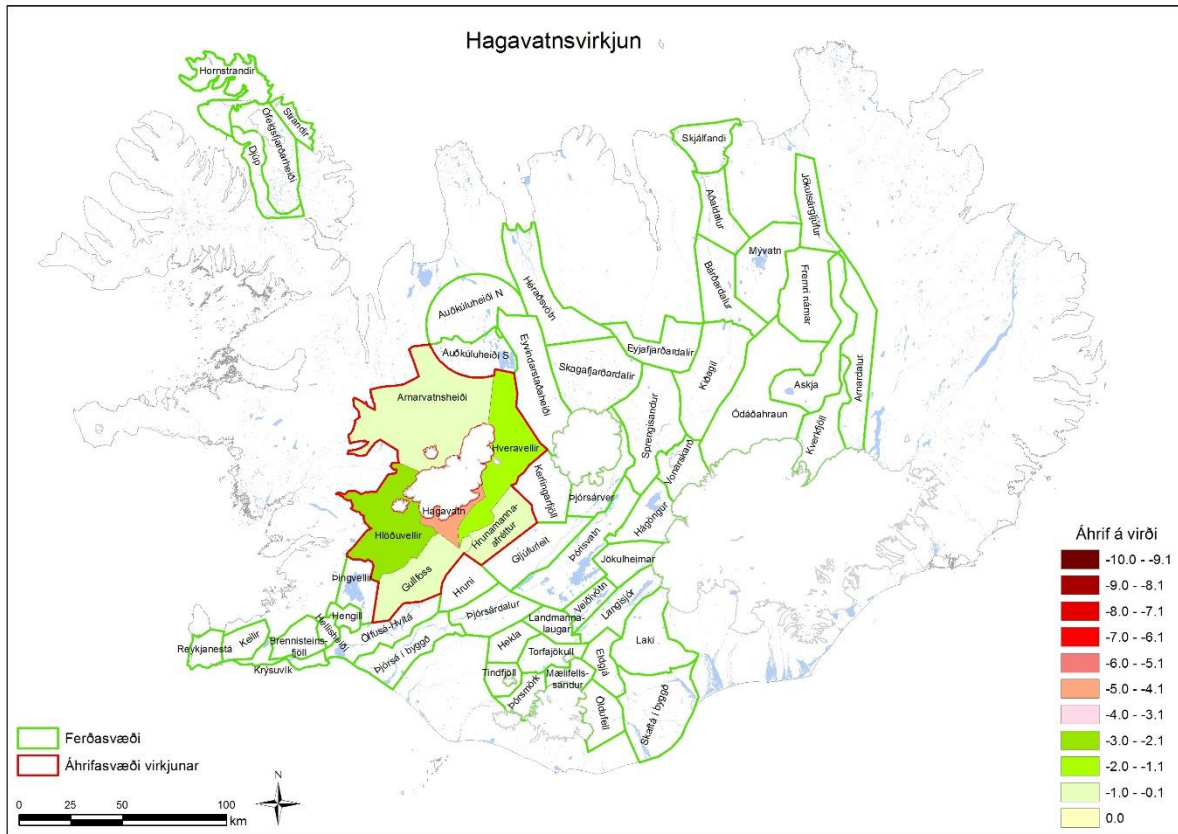 Hagavatnsvirkjun
Hornstrandir
Strandir
Ófeigsfjarðarheiði
Djúp
Skjálfandi
Aðaldalur
Jökulsárgljúfur
Mývatn
Bárðardalur
Fremri námar
Auðkúluheiði N
Héraðsvötn
Auðkúluheiði S
Eyvindarstaðaheiði
Eyjafjarðardalir
Skagafjarðardalir
Kiðagil
Askja
Arnardalur
Arnarvatnsheiði
Ódáðahraun
Sprengisandur
Kverkfjöll
Hveravellir
Vonarskarð
Kerlingarfjöll
Þjórsárver
Hagavatn
Hágöngur
Hlöðuvellir
Hrunamanna-
afréttur
Gljúfurleit
Þórisvatn
Jökulheimar
Þingvellir
Gullfoss
Hruni
Veiðivötn
Langisjór
Hengill
Hellisheiði
Ölfusá-Hvítá
Þjórsárdalur
Landmanna-
laugar
Reykjanestá
Keilir
Brennisteins-
fjöll
Krýsuvík
Þjórsá í byggð
Hekla
Torfajökull
Eldgjá
Laki
Tindfjöll
Mælifells-
sandur
Þórsmörk
Öldufell
Skaftá í byggð
Áhrif á virði
-10.0 - -9.1
-9.0 - -8.1
-8.0 - -7.1
-7.0 - -6.1
-6.0 - -5.1
-5.0 - -4.1
-4.0 - -3.1
-3.0 - -2.1
-2.0 - -1.1
-1.0 - -0.1
0.0
Ferðasvæði
Áhrifasvæði virkjunar
N
0 25 50 100
km